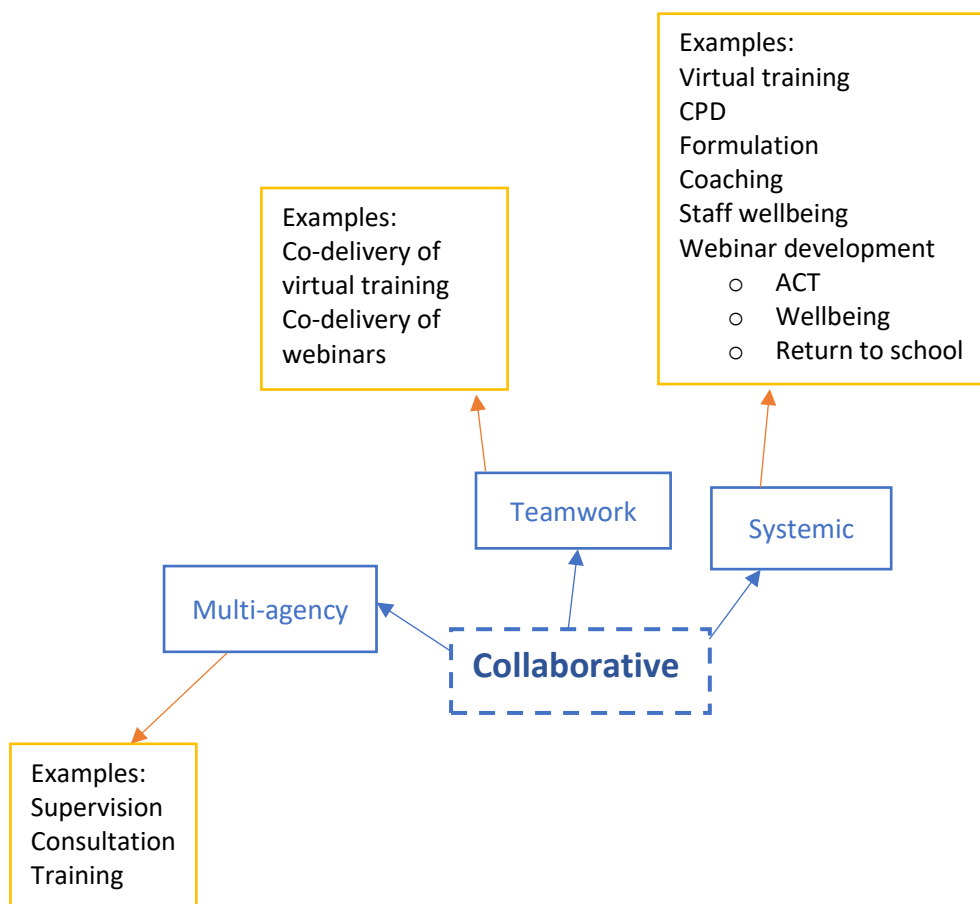 Examples:
Virtual training
CPD
Formulation
Coaching
Staff wellbeing
Webinar development
o ACT
o Wellbeing
o Return to school
Examples:
Co-delivery of
virtual training
Co-delivery of
webinars
Teamwork
Systemic
Multi-agency
Collaborative
Examples:
Supervision
Consultation
Training